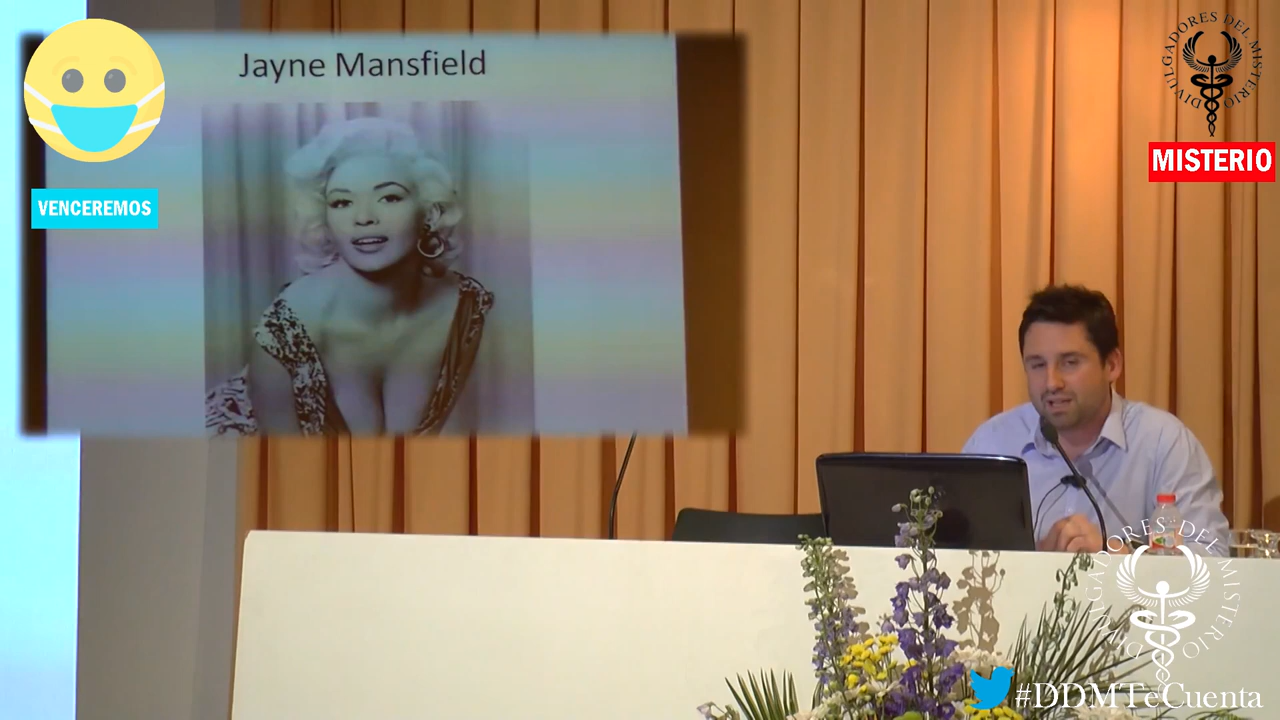 Jayne Mansfield
VENCEREMOS
DIVULGADORES DEL MISTERIO
MISTERIO
DIVULGADORES DEL MISTERIO
#DDMTeCuenta